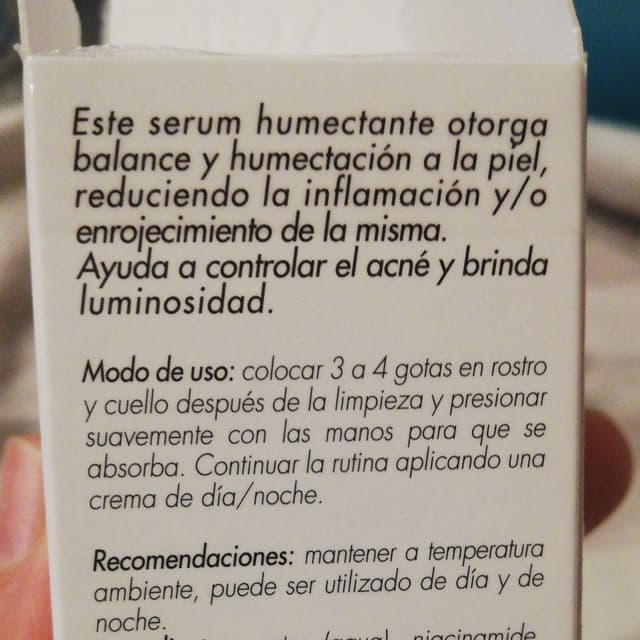 Este serum humectante otorga
balance y humectación a la piel,
reduciendo la inflamación y/o
enrojecimiento de la misma.
Ayuda a controlar el acné y brinda
luminosidad.
Modo de uso: colocar 3 a 4 gotas en rostro
y cuello después de la limpieza y presionar
suavemente con las manos para que se
absorba. Continuar la rutina aplicando una
crema de día/noche.
Recomendaciones: mantener a temperatura
ambiente, puede ser utilizado de día y de
noche.
niacinamide,